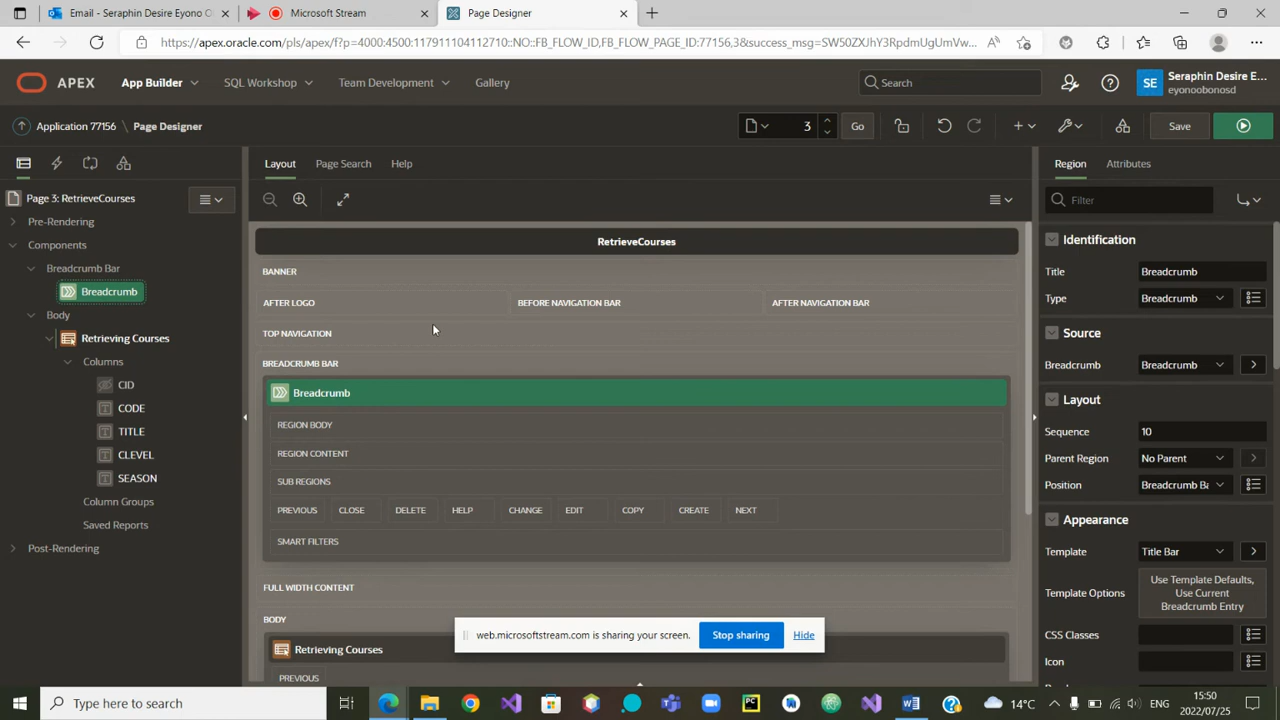 Email - Seraphin Desire Eyono O
Microsoft Stream
Page Designer
https://apex.oracle.com/pls/apex/f?p=4000:4500:117911104112710::NO::FB_FLOW_ID,FB_FLOW_PAGE_ID:77156,3&success_msg=SW50ZXJhY3RpdmUgUmVw...
APEX
App Builder
SQL Workshop
Team Development
Gallery
Search
SE
Seraphin Desire E...
eyonoobonosd
Application 77156
Page Designer
3
Go
Save
Layout
Page Search
Help
Region
Attributes
Page 3: RetrieveCourses
Pre-Rendering
Components
Breadcrumb Bar
Breadcrumb
Body
Retrieving Courses
Columns
CID
CODE
TITLE
CLEVEL
SEASON
Column Groups
Saved Reports
Post-Rendering
RetrieveCourses
BANNER
AFTER LOGO
BEFORE NAVIGATION BAR
AFTER NAVIGATION BAR
TOP NAVIGATION
BREADCRUMB BAR
Breadcrumb
REGION BODY
REGION CONTENT
SUB REGIONS
PREVIOUS
CLOSE
DELETE
HELP
CHANGE
EDIT
COPY
CREATE
NEXT
SMART FILTERS
FULL WIDTH CONTENT
BODY
Retrieving Courses
PREVIOUS
Filter
Identification
Title
Breadcrumb
Type
Breadcrumb
Source
Breadcrumb
Breadcrumb
Layout
Sequence
10
Parent Region
No Parent
Position
Breadcrumb Ba
Appearance
Template
Title Bar
Template Options
Use Template Defaults,
Use Current
Breadcrumb Entry
CSS Classes
Icon
web.microsoftstream.com is sharing your screen.
Stop sharing
Hide
Type here to search
14°C
ENG
15:50
2022/07/25